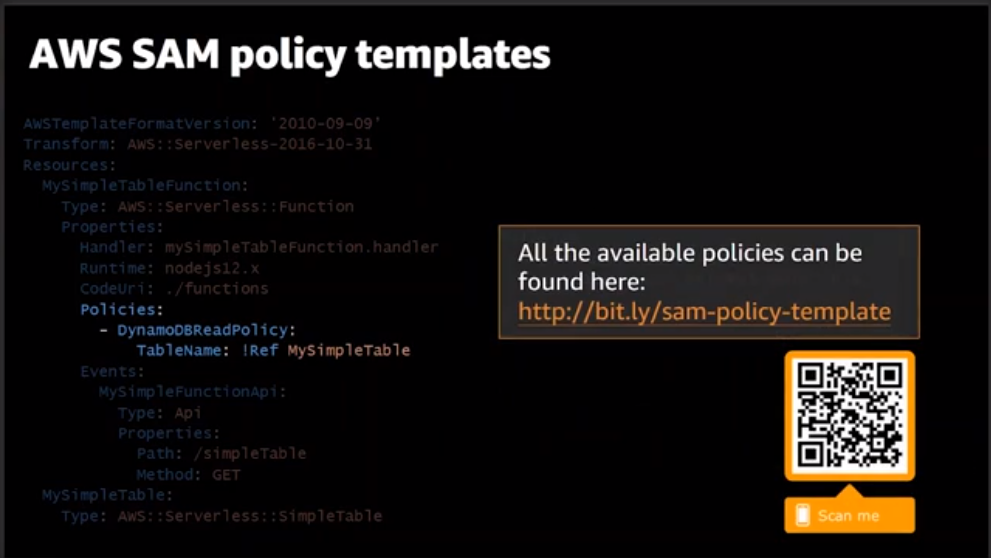 AWS SAM policy templates
AWSTemplateFormatVersion: '2010-09-09'
Transform: AWS::Serverless-2016-10-31
Resources:
MySimpleTableFunction:
Type: AWS::Serverless::Function
Properties:
Handler: mySimpleTableFunction.handler
Runtime: nodejs12.x
CodeUri: ./functions
Policies:
- DynamoDBReadPolicy:
TableName: !Ref MySimpleTable
Events:
MySimpleFunctionApi:
Type: Api
Properties:
Path: /simpleTable
Method: GET
MySimpleTable:
Type: AWS::Serverless::SimpleTable
All the available policies can be
found here:
http://bit.ly/sam-policy-template
Scan me